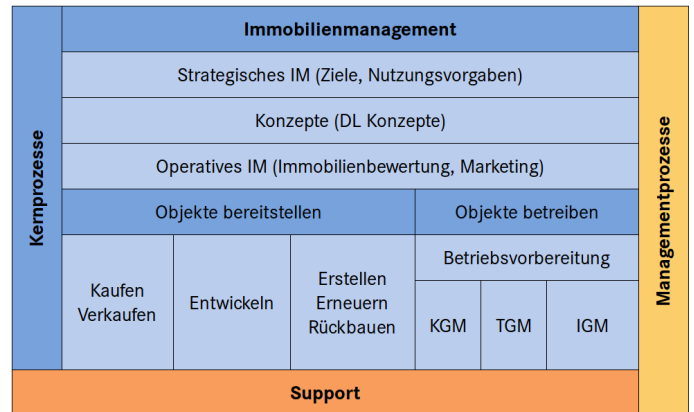 Immobilienmanagement
Strategisches IM (Ziele, Nutzungsvorgaben)
Konzepte (DL Konzepte)
Operatives IM (Immobilienbewertung, Marketing)
Kernprozesse
Managementprozesse
Objekte bereitstellen
Objekte betreiben
Kaufen
Verkaufen
Entwickeln
Erstellen
Erneuern
Rückbauen
Betriebsvorbereitung
KGM
TGM
IGM
Support